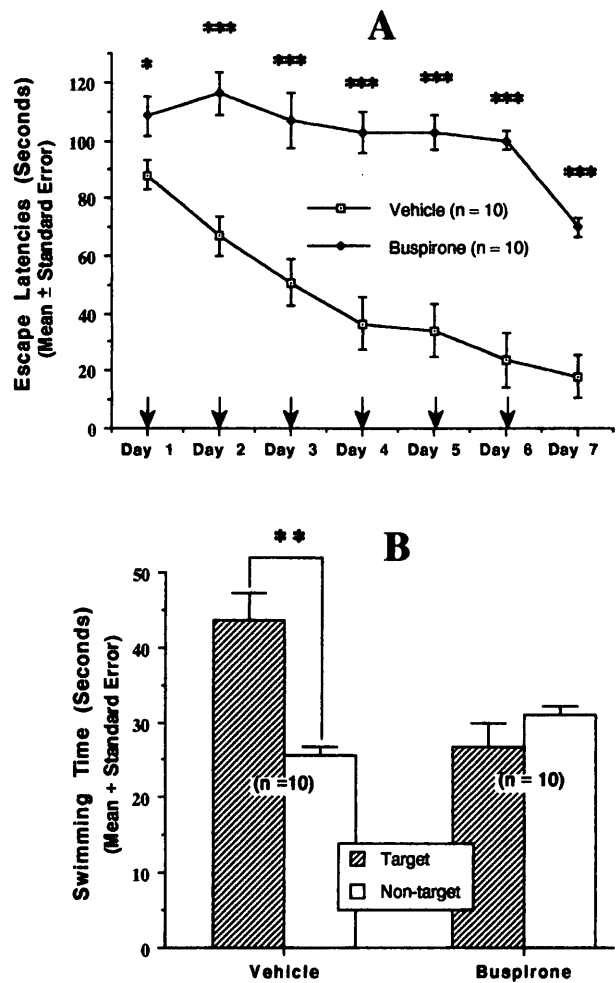 A
*
***
***
***
***
***
***
Escape Latencies (Seconds)
(Mean ± Standard Error)
120
100
80
60
40
20
0
Vehicle (n = 10)
Buspirone (n = 10)
Day 1 Day 2 Day 3 Day 4 Day 5 Day 6 Day 7
B
**
Swimming Time (Seconds)
(Mean + Standard Error)
50
40
30
20
10
0
(n =10)
(n = 10)
Target
Non-target
Vehicle Buspirone